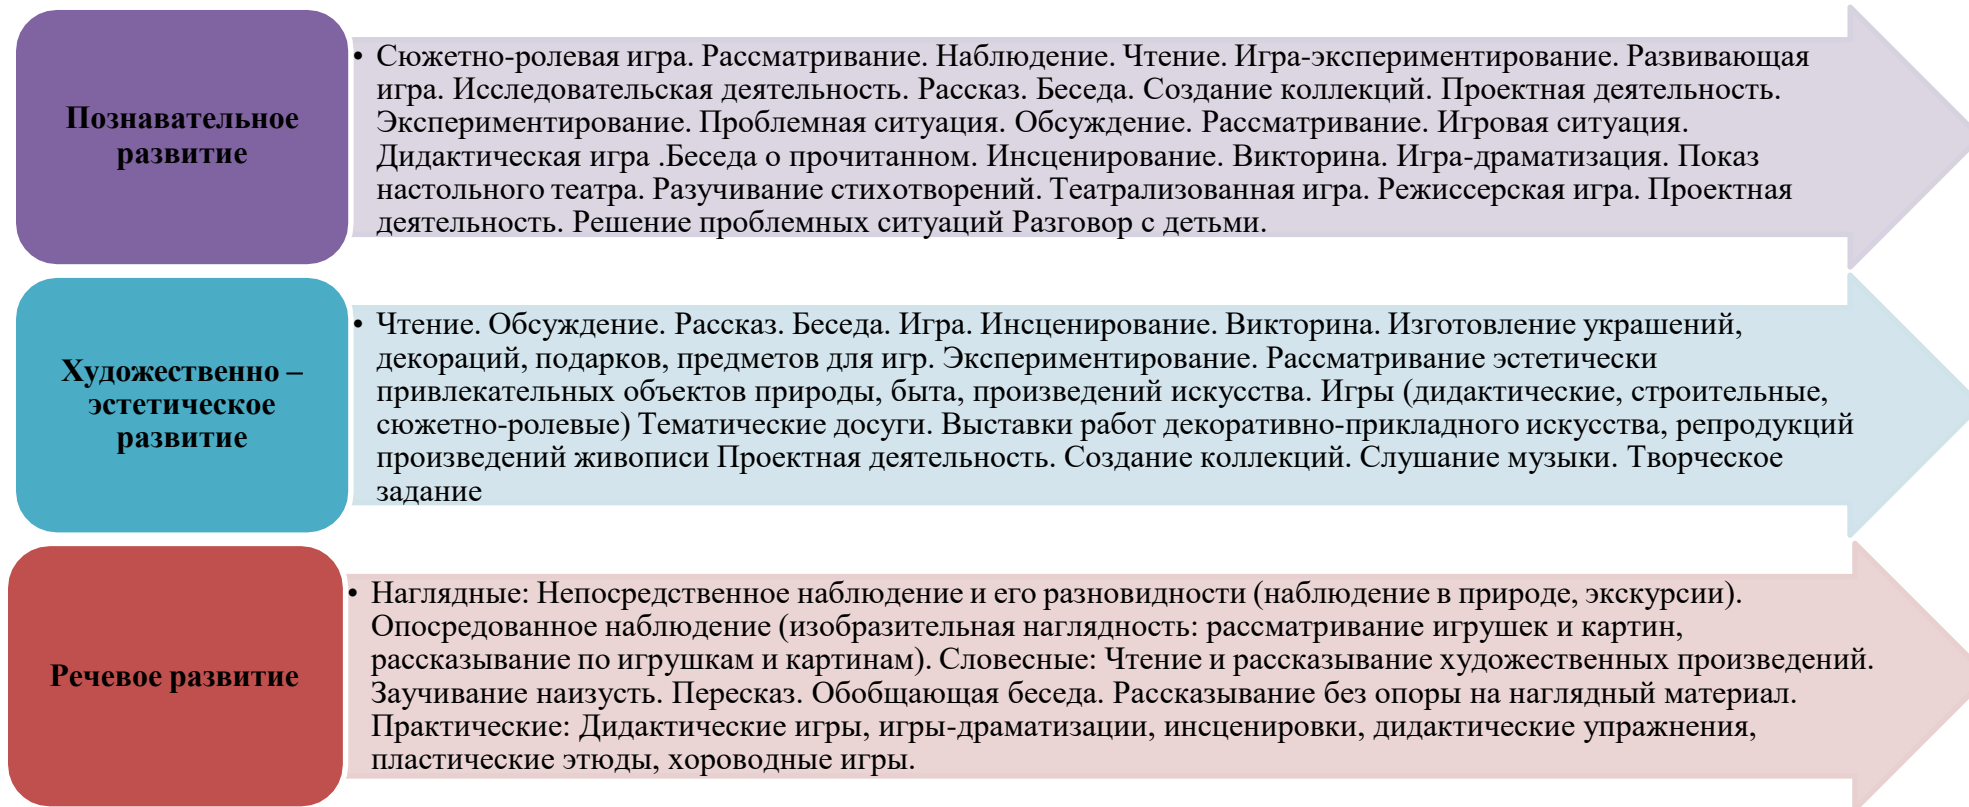 Познавательное
развитие
• Сюжетно-ролевая игра. Рассматривание. Наблюдение. Чтение. Игра-экспериментирование. Развивающая
игра. Исследовательская деятельность. Рассказ. Беседа. Создание коллекций. Проектная деятельность.
Экспериментирование. Проблемная ситуация. Обсуждение. Рассматривание. Игровая ситуация.
Дидактическая игра .Беседа о прочитанном. Инсценирование. Викторина. Игра-драматизация. Показ
настольного театра. Разучивание стихотворений. Театрализованная игра. Режиссерская игра. Проектная
деятельность. Решение проблемных ситуаций Разговор с детьми.
Художественно –
эстетическое
развитие
• Чтение. Обсуждение. Рассказ. Беседа. Игра. Инсценирование. Викторина. Изготовление украшений,
декораций, подарков, предметов для игр. Экспериментирование. Рассматривание эстетически
привлекательных объектов природы, быта, произведений искусства. Игры (дидактические, строительные,
сюжетно-ролевые) Тематические досуги. Выставки работ декоративно-прикладного искусства, репродукций
произведений живописи Проектная деятельность. Создание коллекций. Слушание музыки. Творческое
задание
Речевое развитие
• Наглядные: Непосредственное наблюдение и его разновидности (наблюдение в природе, экскурсии).
Опосредованное наблюдение (изобразительная наглядность: рассматривание игрушек и картин,
рассказывание по игрушкам и картинам). Словесные: Чтение и рассказывание художественных произведений.
Заучивание наизусть. Пересказ. Обобщающая беседа. Рассказывание без опоры на наглядный материал.
Практические: Дидактические игры, игры-драматизации, инсценировки, дидактические упражнения,
пластические этюды, хороводные игры.